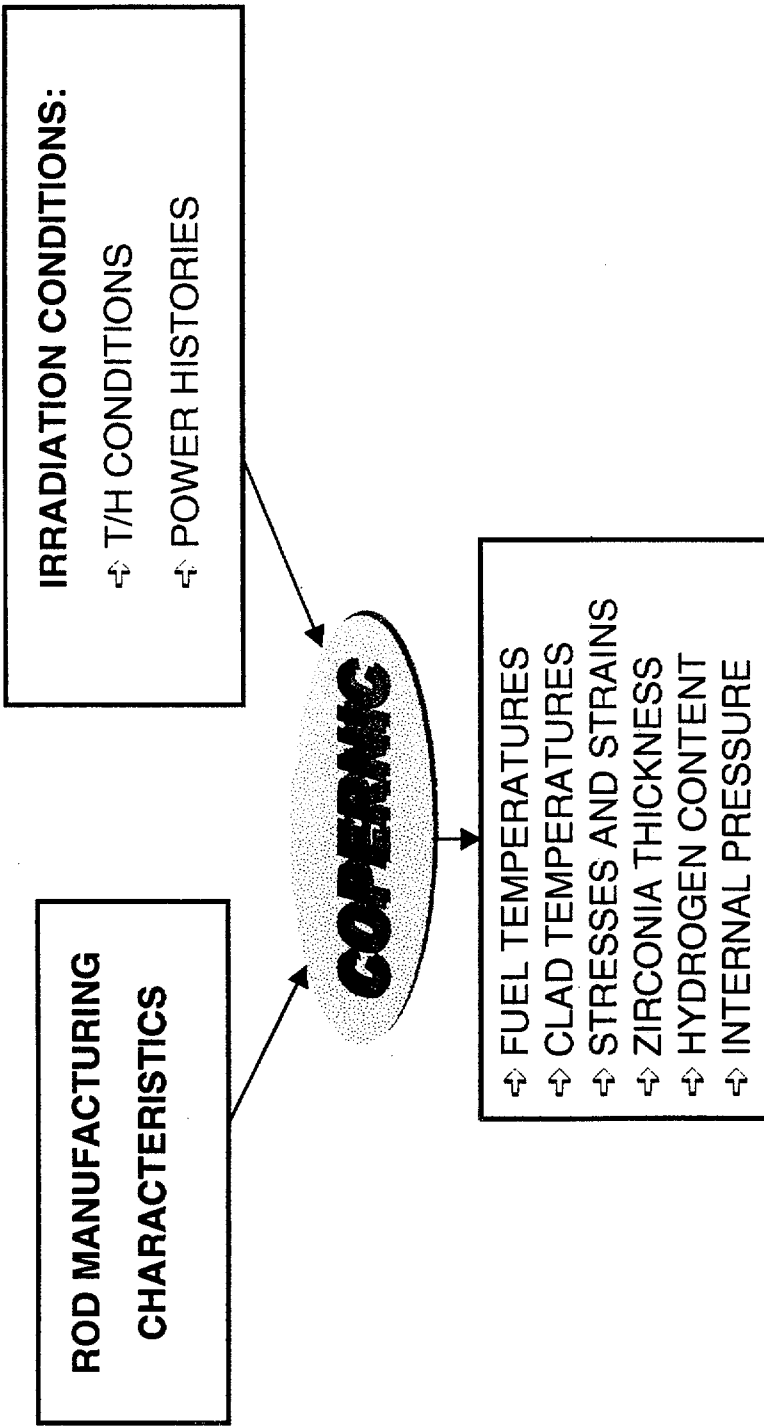 ROD MANUFACTURING
CHARACTERISTICS
IRRADIATION CONDITIONS:
➪ T/H CONDITIONS
➪ POWER HISTORIES
COPERNIC
➪ FUEL TEMPERATURES
➪ CLAD TEMPERATURES
➪ STRESSES AND STRAINS
➪ ZIRCONIA THICKNESS
➪ HYDROGEN CONTENT
➪ INTERNAL PRESSURE